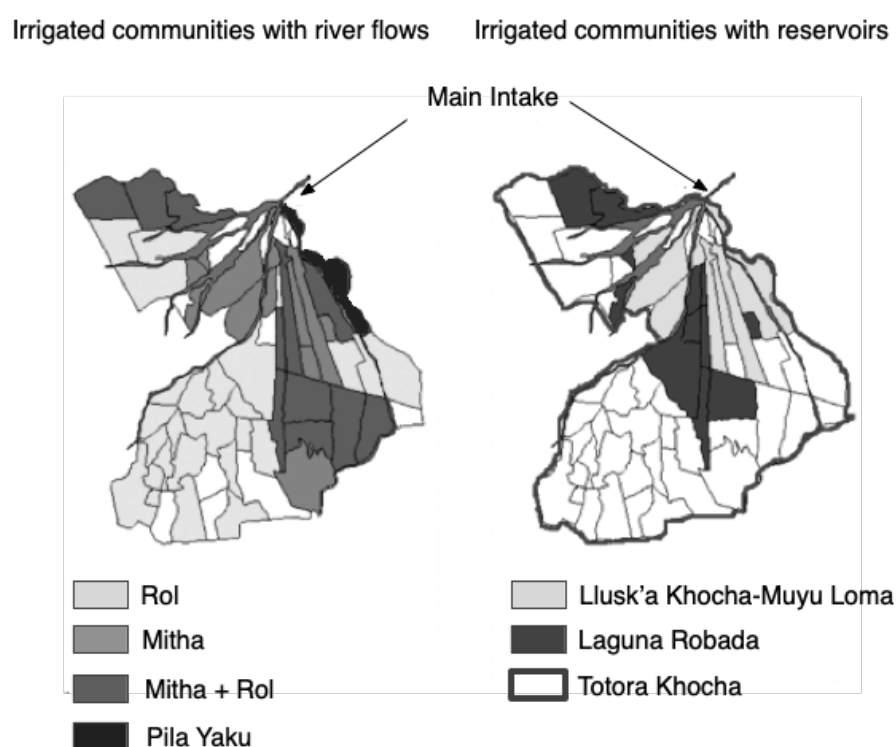 Irrigated communities with river flows
Irrigated communities with reservoirs
Main Intake
Rol
Mitha
Mitha + Rol
Pila Yaku
Llusk'a Khocha-Muyu Loma
Laguna Robada
Totora Khocha